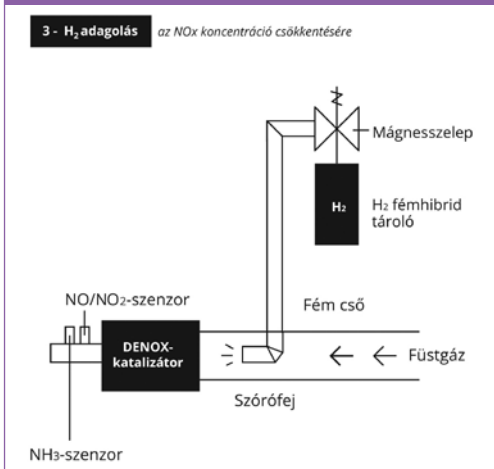 3 - H₂ adagolás az NOx koncentráció csökkentésére
Mágnesszelep
H₂
H₂ fémhibrid
tároló
NO/NO₂-szenzor
Fém cső
DENOX-
katalizátor
Füstgáz
Szórófej
NH₃-szenzor